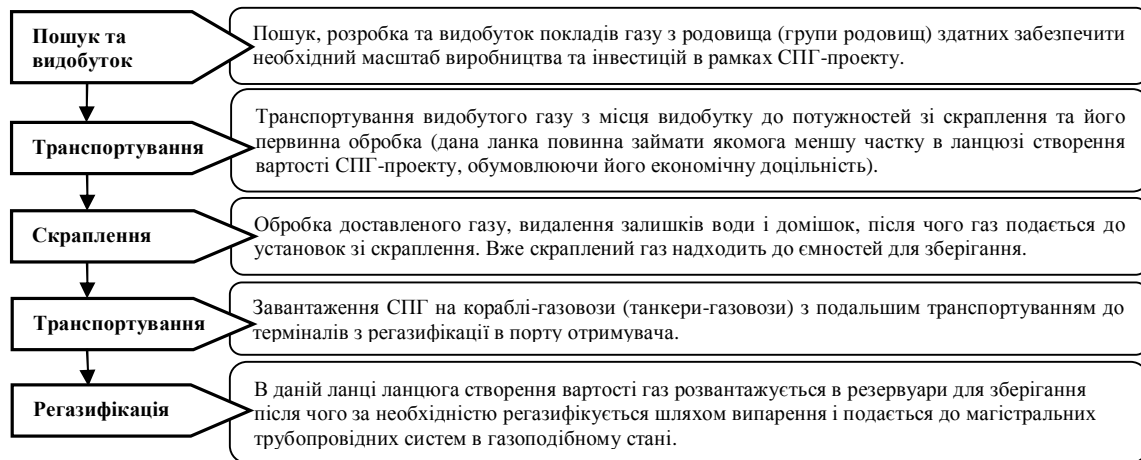 Пошук та
видобуток
Пошук, розробка та видобуток покладів газу з родовища (групи родовищ) здатних забезпечити
необхідний масштаб виробництва та інвестицій в рамках СПГ-проекту.
Транспортування
Транспортування видобутого газу з місця видобутку до потужностей зі скраплення та його
первинна обробка (дана ланка повинна займати якомога меншу частку в ланцюзі створення
вартості СПГ-проекту, обумовлюючи його економічну доцільність).
Скраплення
Обробка доставленого газу, видалення залишків води і домішок, після чого газ подається до
установок зі скраплення. Вже скраплений газ надходить до ємностей для зберігання.
Транспортування
Завантаження СПГ на кораблі-газовози (танкери-газовози) з подальшим транспортуванням до
терміналів з регазифікації в порту отримувача.
Регазифікація
В даній ланці ланцюга створення вартості газ розвантажується в резервуари для зберігання
після чого за необхідністю регазифікується шляхом випарення і подається до магістральних
трубопровідних систем в газоподібному стані.